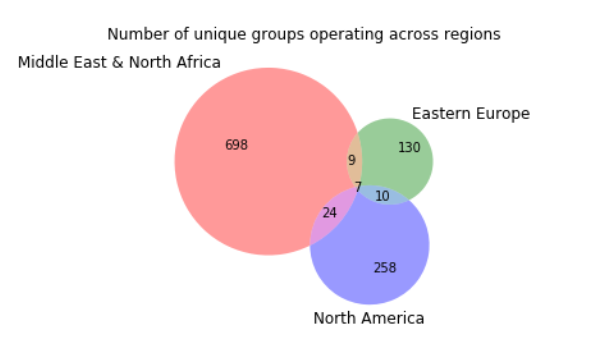 Number of unique groups operating across regions
Middle East & North Africa
Eastern Europe
698
130
9
7
10
24
258
North America